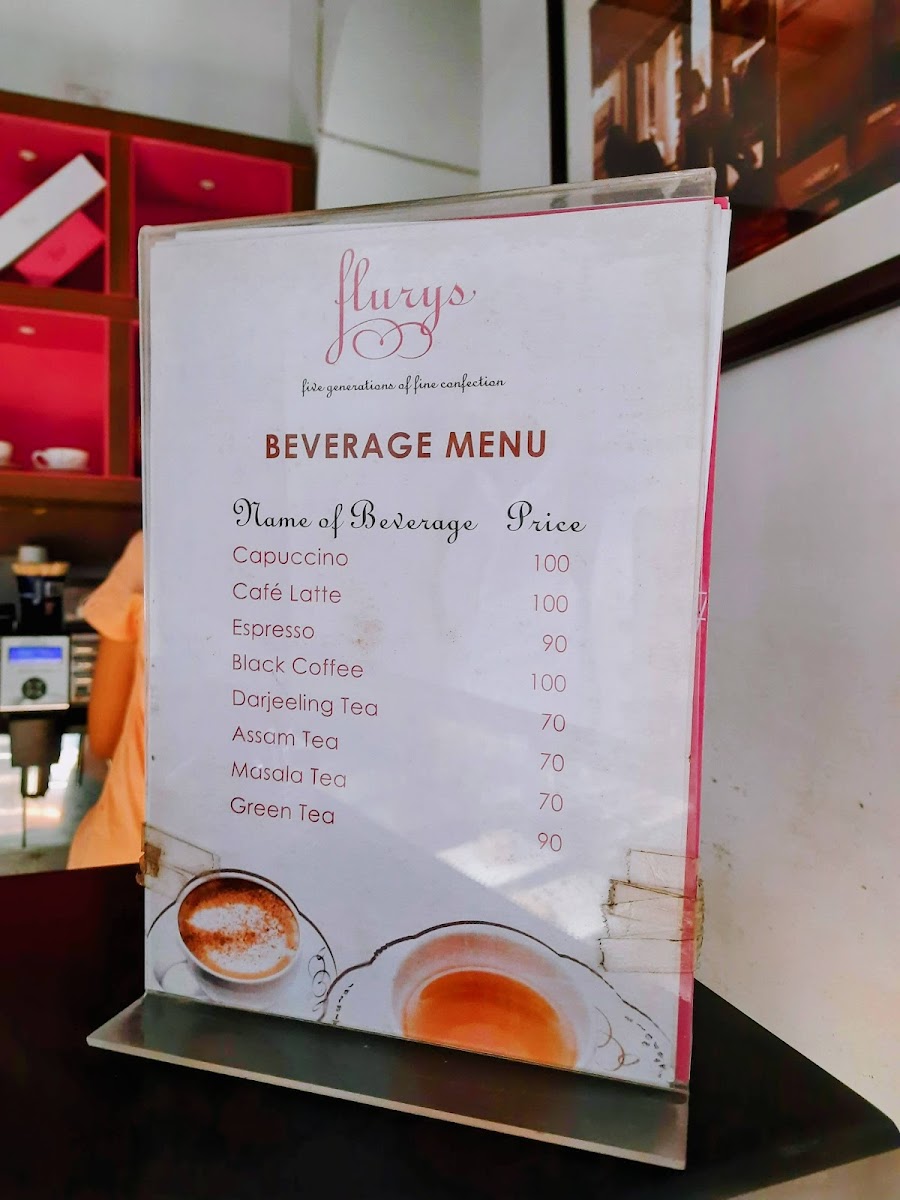 flurys
five generations of fine confection
BEVERAGE MENU
Name of Beverage Price
Capuccino 100
Café Latte 100
Espresso 90
Black Coffee 100
Darjeeling Tea 70
Assam Tea 70
Masala Tea 70
Green Tea 90